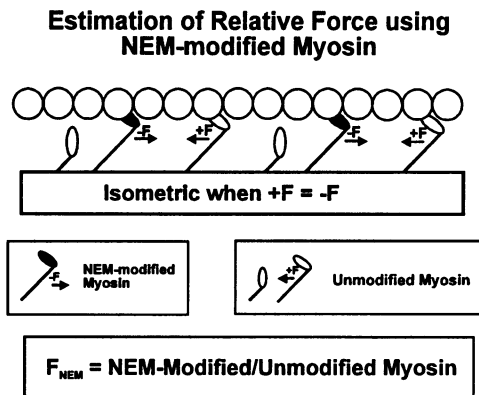 Estimation of Relative Force using
NEM-modified Myosin
-F +F -F +F
Isometric when +F = -F
-F
NEM-modified
Myosin
+F
Unmodified Myosin
F_NEM = NEM-Modified/Unmodified Myosin